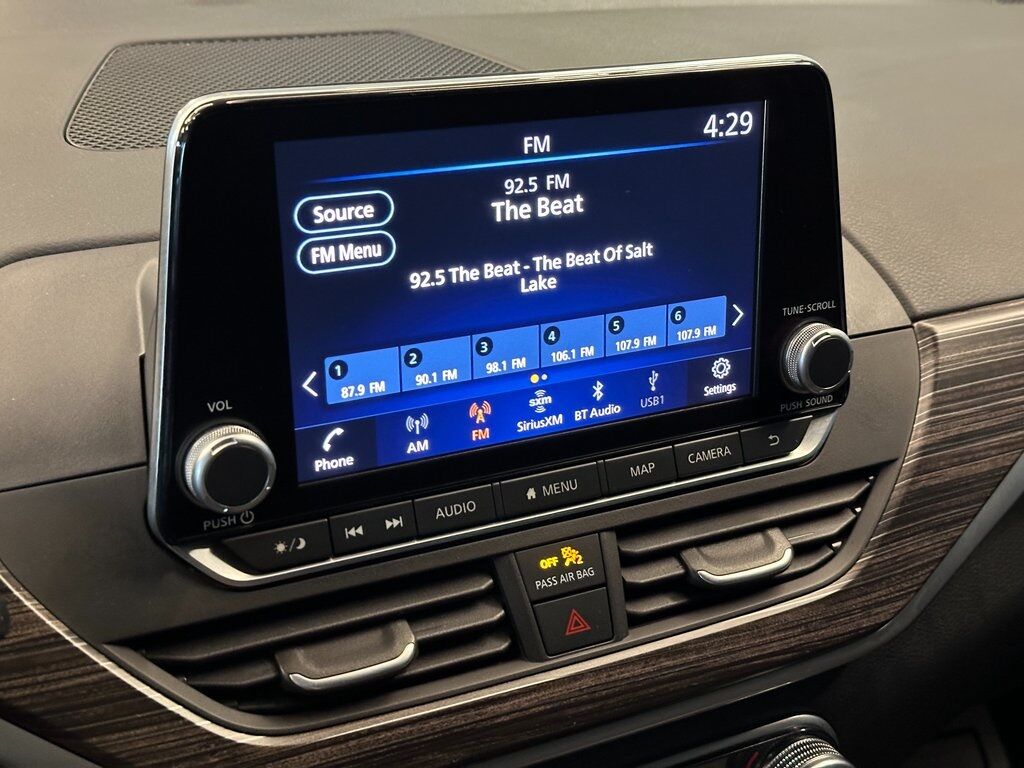 FM
4:29
Source
92.5 FM
The Beat
FM Menu
92.5 The Beat - The Beat Of Salt
Lake
1
87.9 FM
2
90.1 FM
3
98.1 FM
4
106.1 FM
5
107.9 FM
6
107.9 FM
Phone
AM
FM
sxm
SiriusXM
BT Audio
USB1
Settings
VOL
PUSH
TUNE·SCROLL
PUSH SOUND
AUDIO
MENU
MAP
CAMERA
OFF
2
PASS AIR BAG